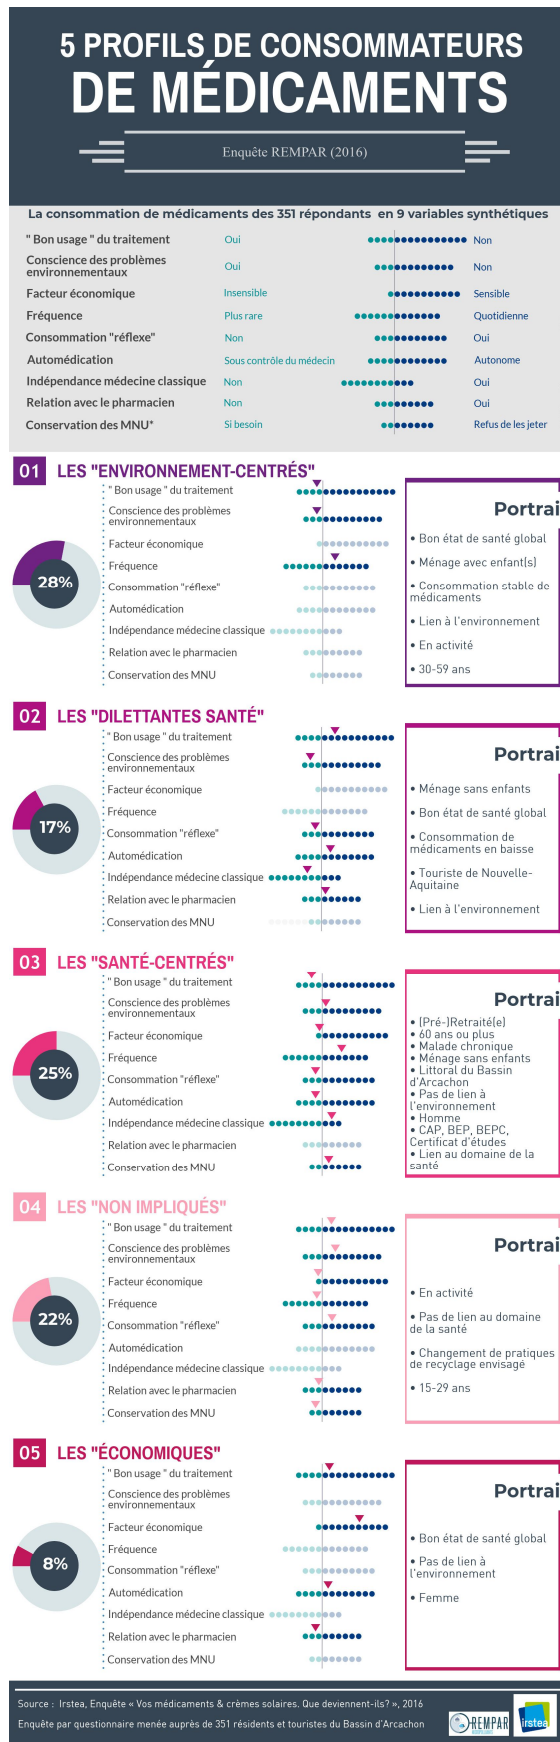 5 PROFILS DE CONSOMMATEURS
DE MÉDICAMENTS
Enquête REMPAR (2016)
La consommation de médicaments des 351 répondants en 9 variables synthétiques
" Bon usage " du traitement Oui Non
Conscience des problèmes
environnementaux Oui Non
Facteur économique Insensible Sensible
Fréquence Plus rare Quotidienne
Consommation "réflexe" Non Oui
Automédication Sous contrôle du médecin Autonome
Indépendance médecine classique Non Oui
Relation avec le pharmacien Non Oui
Conservation des MNU* Si besoin Refus de les jeter
01 LES "ENVIRONNEMENT-CENTRÉS"
" Bon usage " du traitement
Conscience des problèmes
environnementaux
Facteur économique
Fréquence
Consommation "réflexe"
Automédication
Indépendance médecine classique
Relation avec le pharmacien
Conservation des MNU
28%
Portrai
• Bon état de santé global
• Ménage avec enfant(s)
• Consommation stable de
médicaments
• Lien à l'environnement
• En activité
• 30-59 ans
02 LES "DILETTANTES SANTÉ"
" Bon usage " du traitement
Conscience des problèmes
environnementaux
Facteur économique
Fréquence
Consommation "réflexe"
Automédication
Indépendance médecine classique
Relation avec le pharmacien
Conservation des MNU
17%
Portrai
• Ménage sans enfants
• Bon état de santé global
• Consommation de
médicaments en baisse
• Touriste de Nouvelle-
Aquitaine
• Lien à l'environnement
03 LES "SANTÉ-CENTRÉS"
" Bon usage " du traitement
Conscience des problèmes
environnementaux
Facteur économique
Fréquence
Consommation "réflexe"
Automédication
Indépendance médecine classique
Relation avec le pharmacien
Conservation des MNU
25%
Portrai
• (Pré-)Retraité(e)
• 60 ans ou plus
• Malade chronique
• Ménage sans enfants
• Littoral du Bassin
d'Arcachon
• Pas de lien à
l'environnement
• Homme
• CAP, BEP, BEPC,
Certificat d'études
• Lien au domaine de la
santé
04 LES "NON IMPLIQUÉS"
" Bon usage " du traitement
Conscience des problèmes
environnementaux
Facteur économique
Fréquence
Consommation "réflexe"
Automédication
Indépendance médecine classique
Relation avec le pharmacien
Conservation des MNU
22%
Portrai
• En activité
• Pas de lien au domaine
de la santé
• Changement de pratiques
de recyclage envisagé
• 15-29 ans
05 LES "ÉCONOMIQUES"
" Bon usage " du traitement
Conscience des problèmes
environnementaux
Facteur économique
Fréquence
Consommation "réflexe"
Automédication
Indépendance médecine classique
Relation avec le pharmacien
Conservation des MNU
8%
Portrai
• Bon état de santé global
• Pas de lien à
l'environnement
• Femme
Source : Irstea, Enquête « Vos médicaments & crèmes solaires. Que deviennent-ils? », 2016
Enquête par questionnaire menée auprès de 351 résidents et touristes du Bassin d'Arcachon
REMPAR
irstea